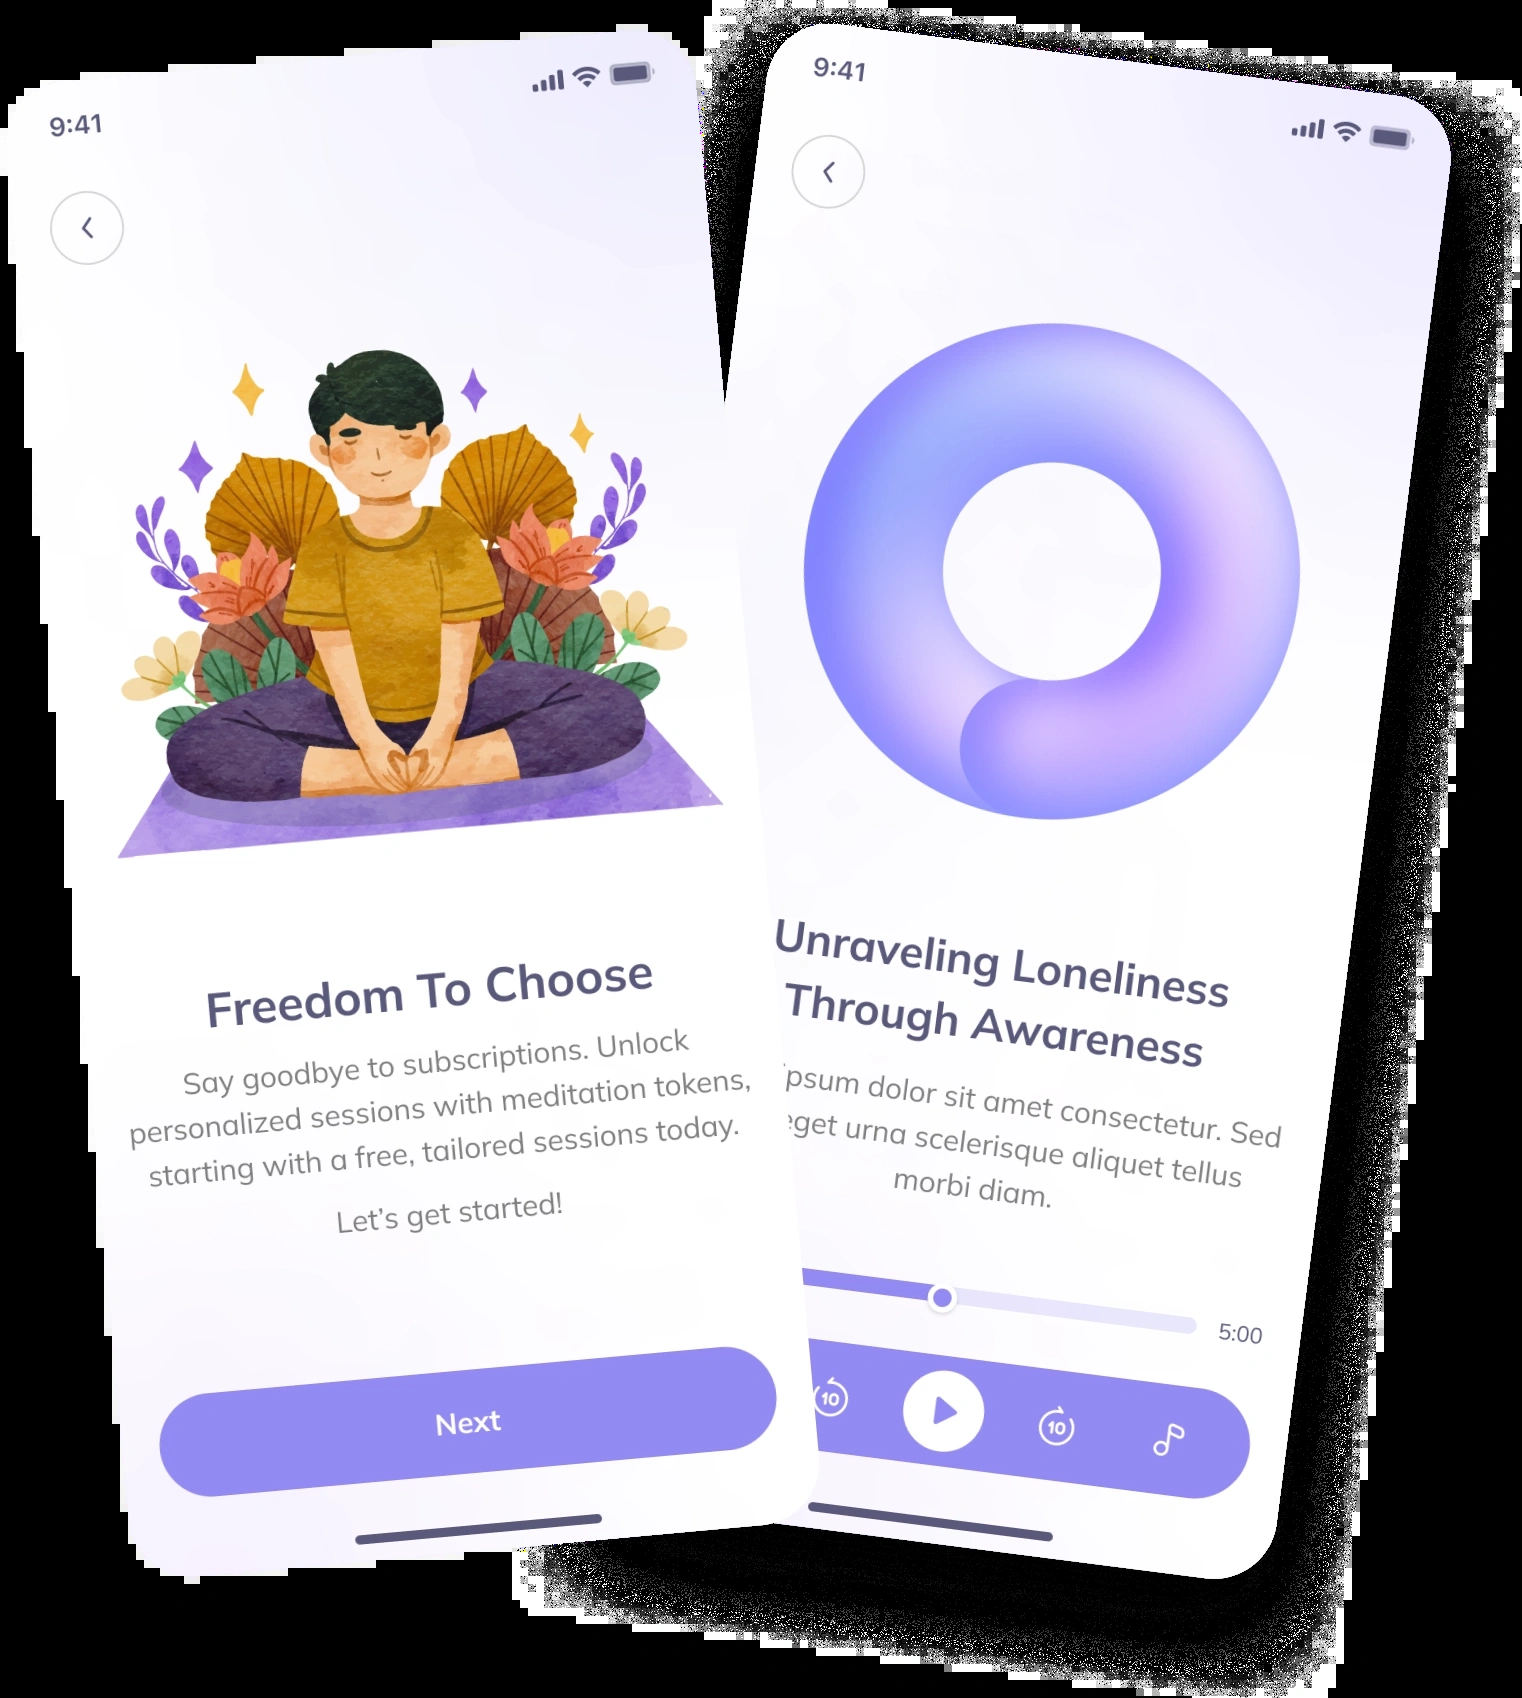 9:41
Freedom To Choose
Say goodbye to subscriptions. Unlock
personalized sessions with meditation tokens,
starting with a free, tailored sessions today.
Let’s get started!
Next
9:41
Unraveling Loneliness
Through Awareness
dolor sit amet consectetur. Sed
eget urna scelerisque aliquet tellus
morbi diam.
5:00
10
10